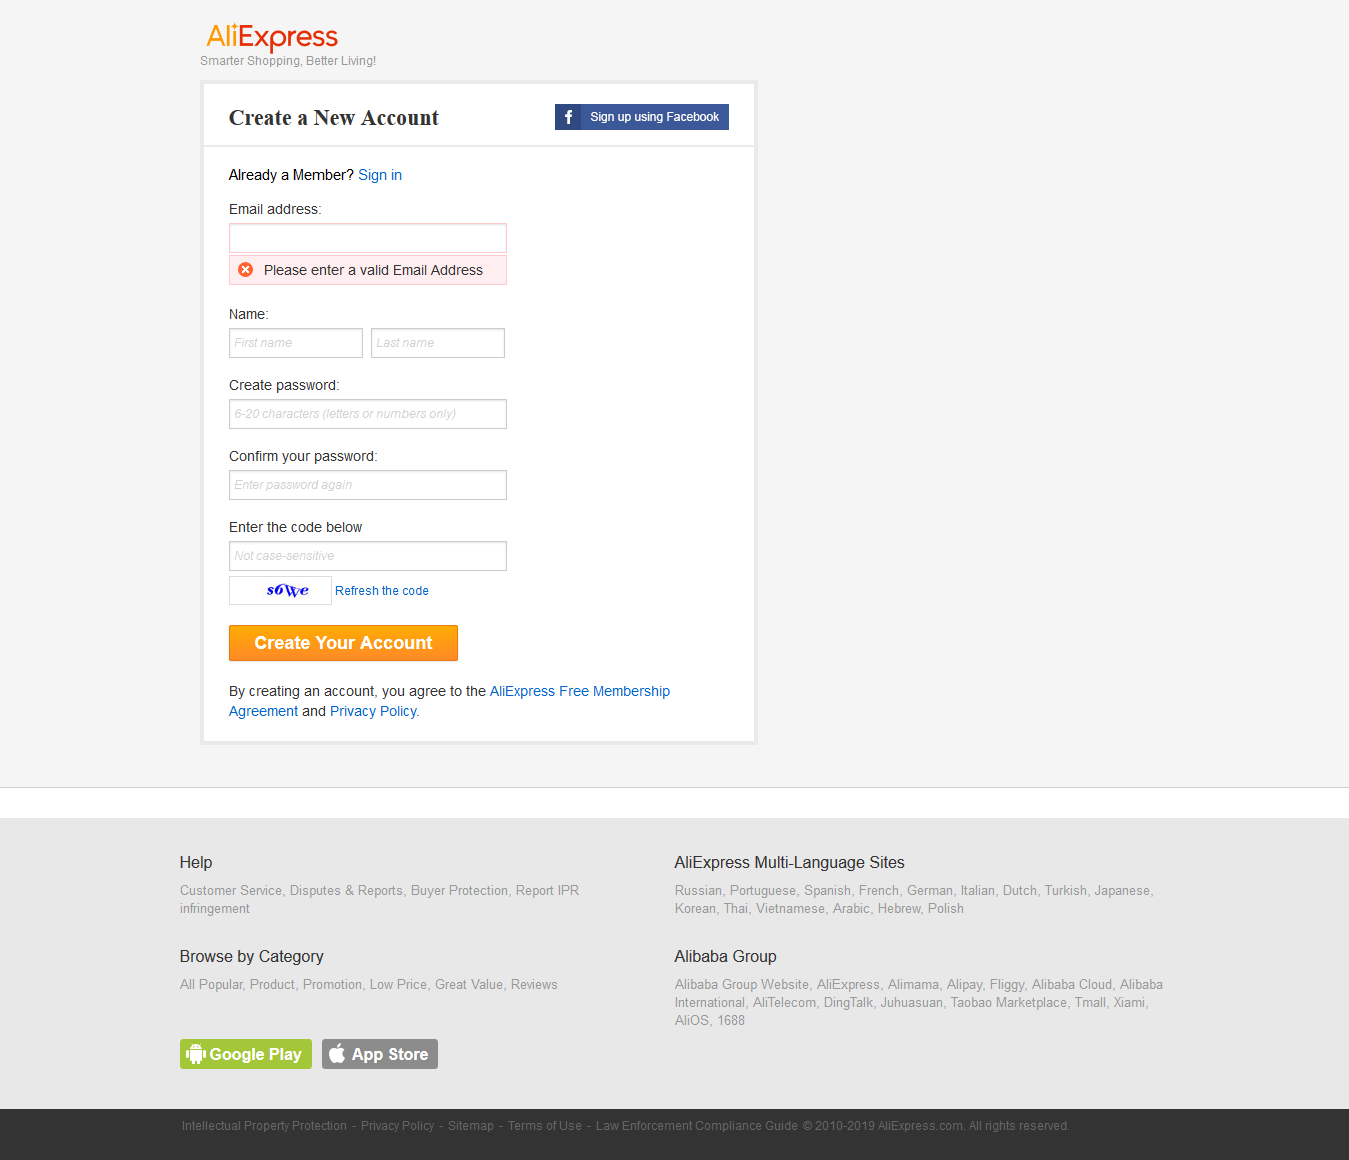 AliExpress
Smarter Shopping, Better Living!
Create a New Account
Sign up using Facebook
Already a Member? Sign in
Email address:
Please enter a valid Email Address
Name:
First name Last name
Create password:
6-20 characters (letters or numbers only)
Confirm your password:
Enter password again
Enter the code below
Not case-sensitive
s6We Refresh the code
Create Your Account
By creating an account, you agree to the AliExpress Free Membership
Agreement and Privacy Policy.
Help
Customer Service, Disputes & Reports, Buyer Protection, Report IPR
infringement
AliExpress Multi-Language Sites
Russian, Portuguese, Spanish, French, German, Italian, Dutch, Turkish, Japanese,
Korean, Thai, Vietnamese, Arabic, Hebrew, Polish
Browse by Category
All Popular, Product, Promotion, Low Price, Great Value, Reviews
Alibaba Group
Alibaba Group Website, AliExpress, Alimama, Alipay, Fliggy, Alibaba Cloud, Alibaba
International, AliTelecom, DingTalk, Juhuasuan, Taobao Marketplace, Tmall, Xiami,
AliOS, 1688
Google Play
App Store
Intellectual Property Protection - Privacy Policy - Sitemap - Terms of Use - Law Enforcement Compliance Guide © 2010-2019 AliExpress.com. All rights reserved.